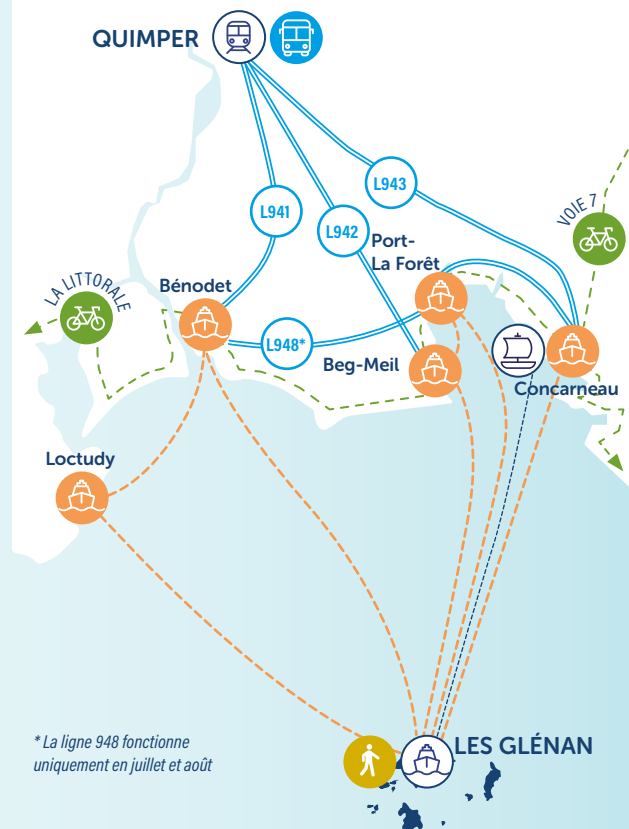 QUIMPER
L943
L941
L942
VOIE 7
Port-
La Forêt
LA LITTORALE
Bénodet
L948*
Beg-Meil
Concarneau
Loctudy
* La ligne 948 fonctionne
uniquement en juillet et août
LES GLÉNAN